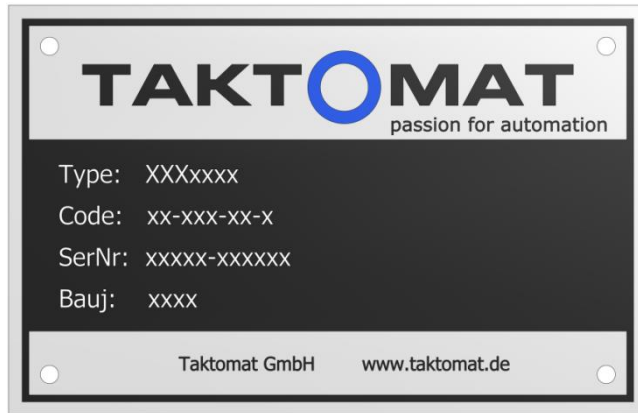 TAKTOMAT
passion for automation
Type: XXXxxxx
Code: xx-xxx-xx-x
SerNr: xxxxx-xxxxxx
Bauj: xxxx
Taktomat GmbH www.taktomat.de